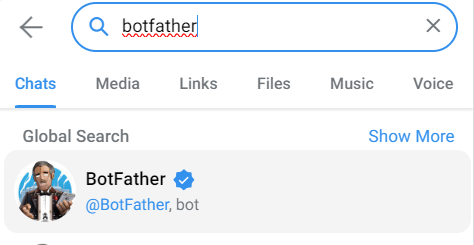 botfather
Chats Media Links Files Music Voice
Global Search Show More
BotFather
@BotFather, bot